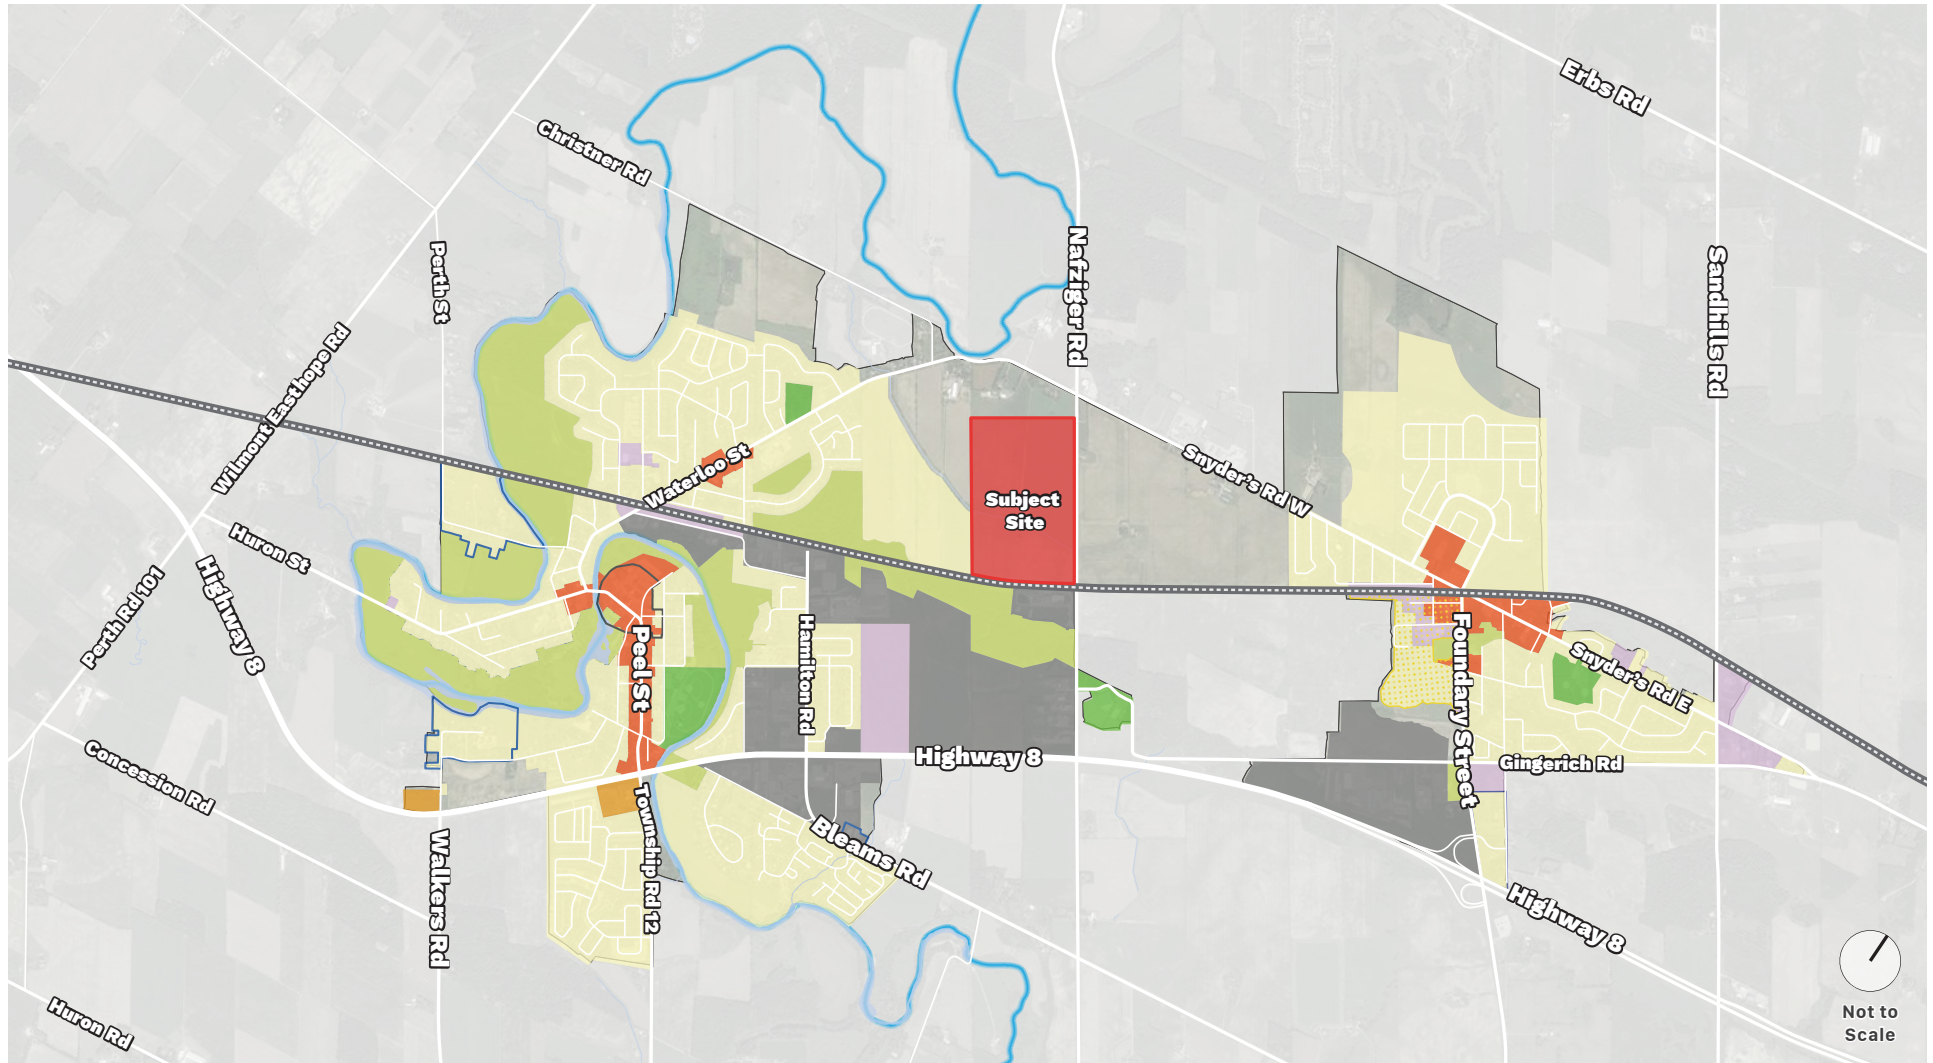 Erbs Rd
Christner Rd
Perth St
Nafziger Rd
Sandhills Rd
Wilmont Easthope Rd
Waterloo St
Snyder's Rd W
Subject
Site
Huron St
Highway 8
Perth Rd 101
Peel St
Hamilton Rd
Foundary Street
Snyder's Rd E
Highway 8
Gingerich Rd
Concession Rd
Township Rd 12
Bleams Rd
Walkers Rd
Highway 8
Huron Rd
Not to
Scale